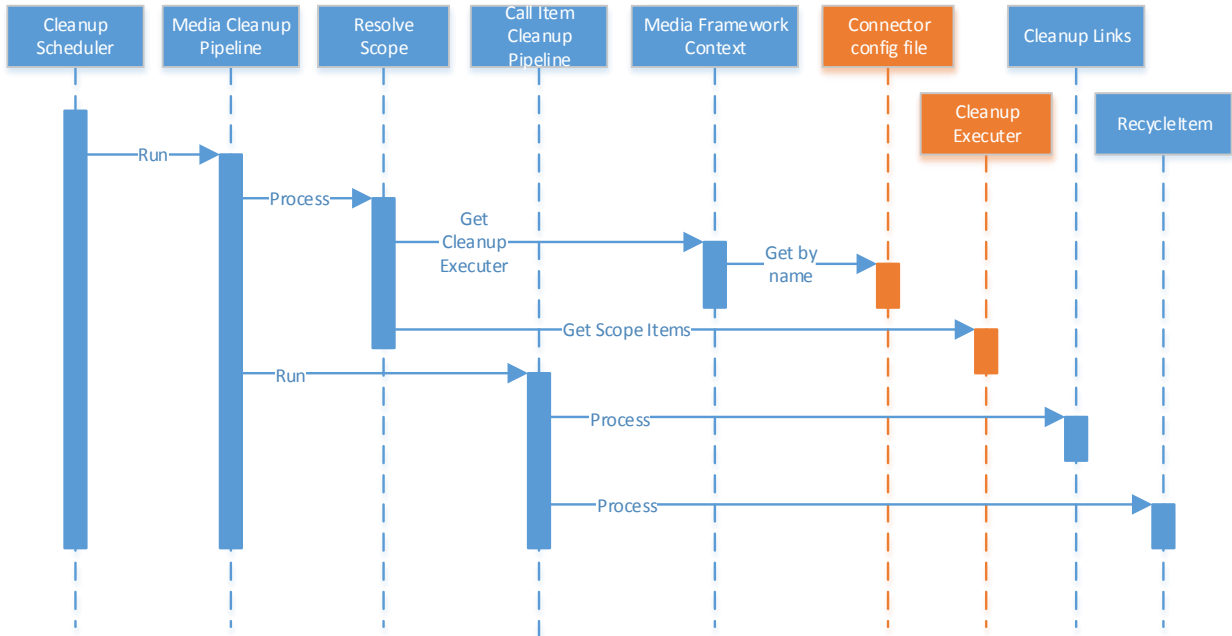 Cleanup
Scheduler
Media Cleanup
Pipeline
Resolve
Scope
Call Item
Cleanup
Pipeline
Media Framework
Context
Connector
config file
Cleanup Links
Cleanup
Executer
RecycleItem
Run
Process
Get
Cleanup
Executer
Get by
name
Get Scope Items
Run
Process
Process